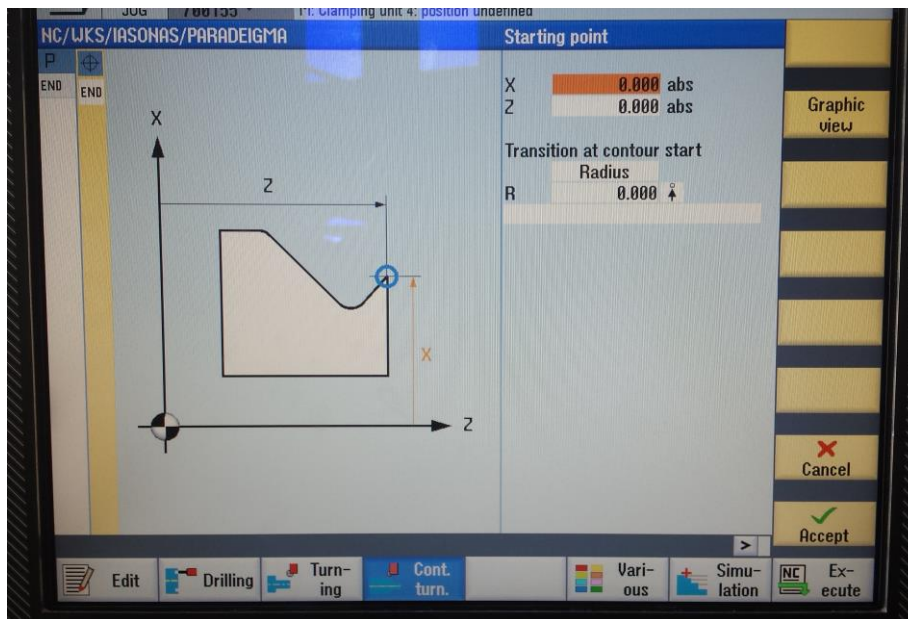 JOG 700155 M: Clamping unit 4: position undefined
NC/WKS/IASONAS/PARADEIGMA
Starting point
P
END
END
X
Z
X
Z
X 0.000 abs
Z 0.000 abs
Transition at contour start
Radius
R 0.000
Graphic
view
Cancel
Accept
>
Edit
Drilling
Turn-
ing
Cont.
turn.
Vari-
ous
Simu-
lation
NC
Ex-
ecute